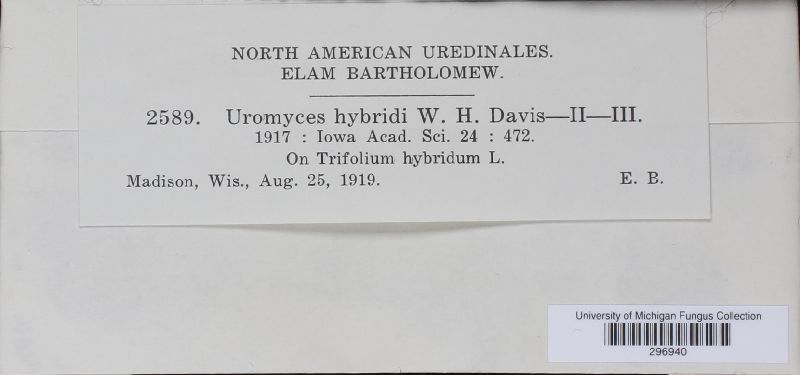 NORTH AMERICAN UREDINALES.
ELAM BARTHOLOMEW.
2589. Uromyces hybridi W. H. Davis—II—III.
1917 : Iowa Acad. Sci. 24 : 472.
On Trifolium hybridum L.
Madison, Wis., Aug. 25, 1919. E. B.
University of Michigan Fungus Collection
296940